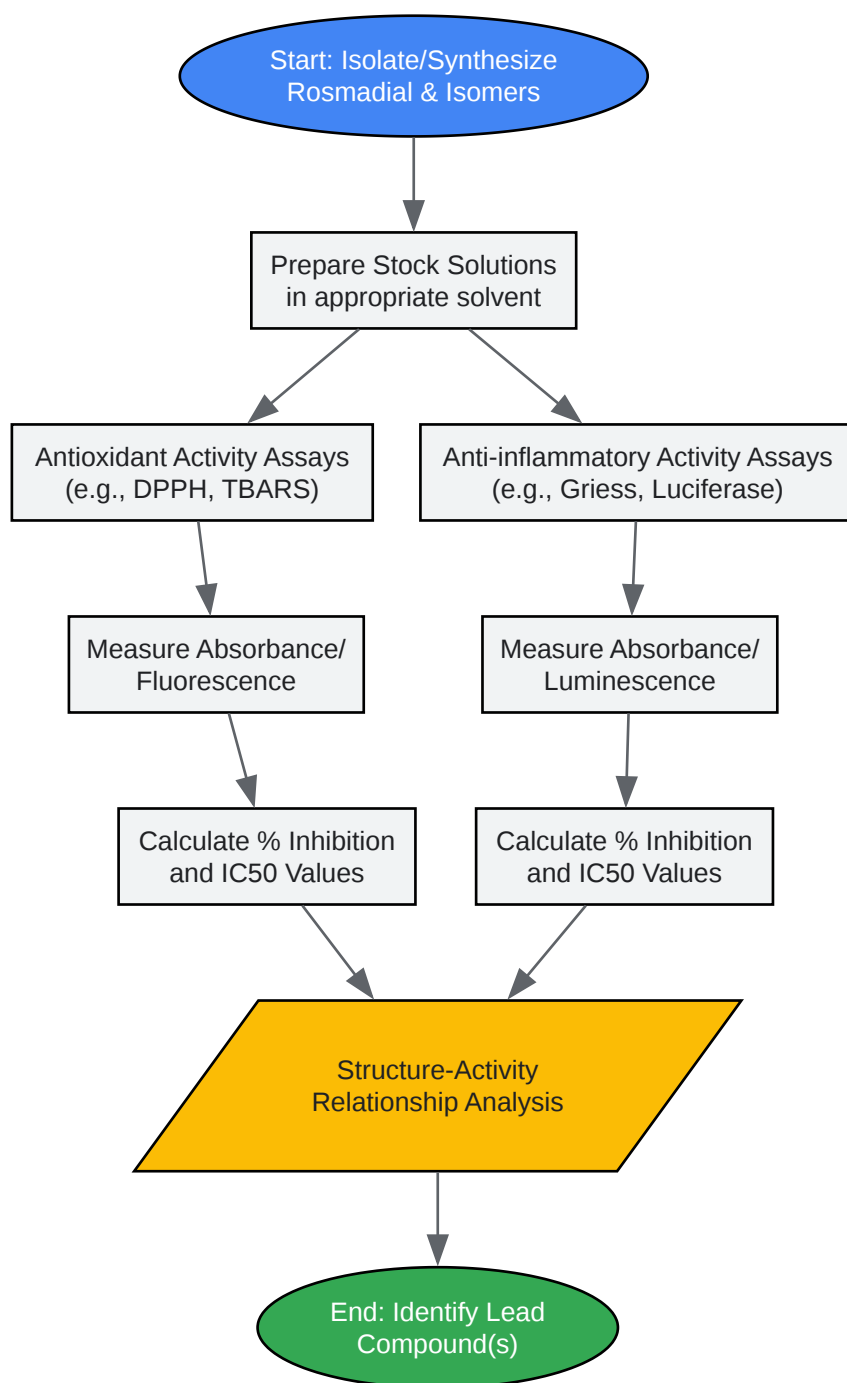 Start: Isolate/Synthesize
Rosmadial & Isomers
Prepare Stock Solutions
in appropriate solvent
Antioxidant Activity Assays
(e.g., DPPH, TBARS)
Anti-inflammatory Activity Assays
(e.g., Griess, Luciferase)
Measure Absorbance/
Fluorescence
Measure Absorbance/
Luminescence
Calculate % Inhibition
and IC50 Values
Calculate % Inhibition
and IC50 Values
Structure-Activity
Relationship Analysis
End: Identify Lead
Compound(s)